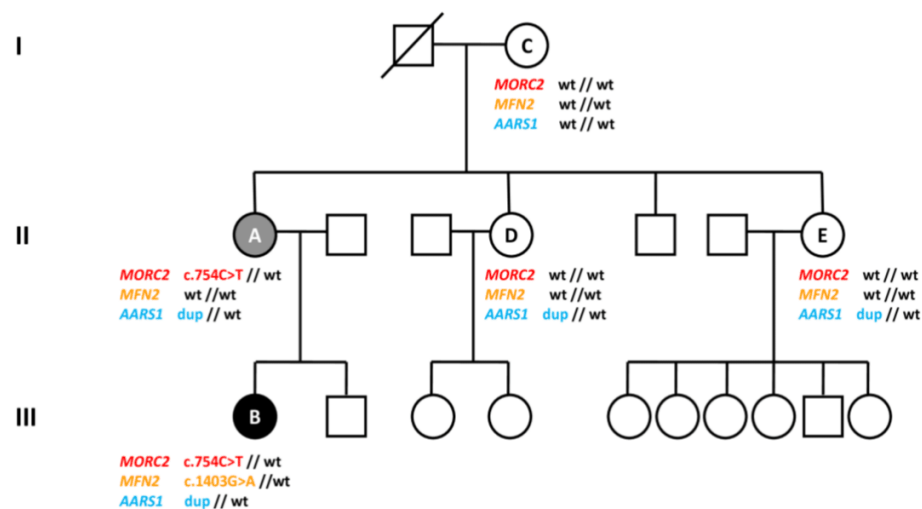 I
C
MORC2 wt // wt
MFN2 wt //wt
AARS1 wt // wt
II
A
D
E
MORC2 c.754C>T // wt
MFN2 wt //wt
AARS1 dup // wt
MORC2 wt // wt
MFN2 wt //wt
AARS1 dup // wt
MORC2 wt // wt
MFN2 wt //wt
AARS1 dup // wt
III
B
MORC2 c.754C>T // wt
MFN2 c.1403G>A //wt
AARS1 dup // wt